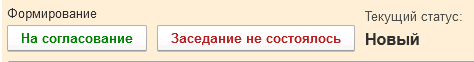 Формирование
На согласование
Заседание не состоялось
Текущий статус:
Новый